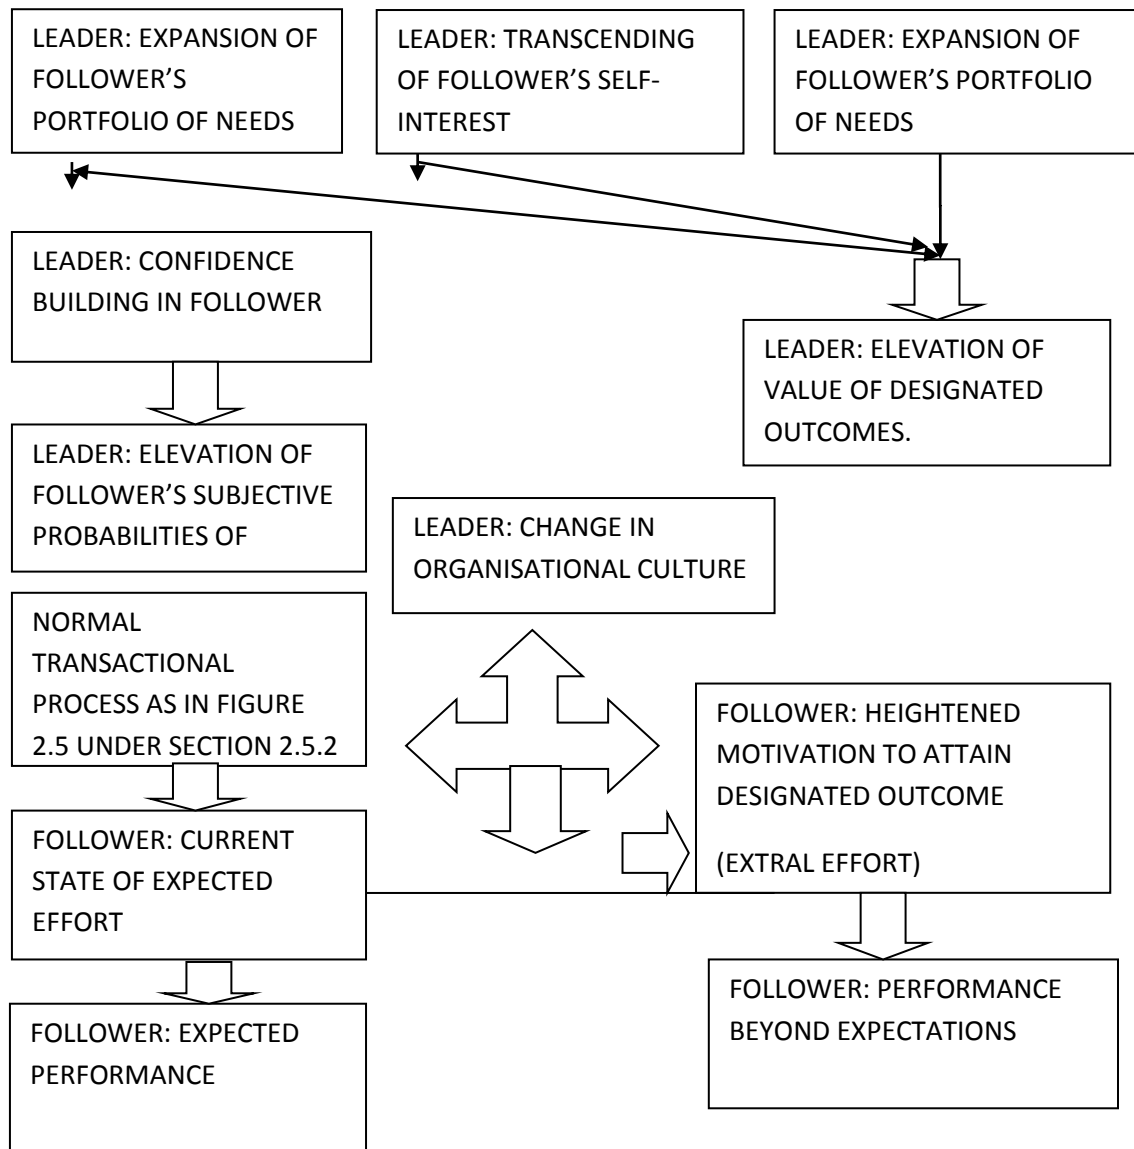 LEADER: EXPANSION OF
FOLLOWER’S
PORTFOLIO OF NEEDS
LEADER: TRANSCENDING
OF FOLLOWER’S SELF-
INTEREST
LEADER: EXPANSION OF
FOLLOWER’S PORTFOLIO
OF NEEDS
LEADER: CONFIDENCE
BUILDING IN FOLLOWER
LEADER: ELEVATION OF
VALUE OF DESIGNATED
OUTCOMES.
LEADER: ELEVATION OF
FOLLOWER’S SUBJECTIVE
PROBABILITIES OF
LEADER: CHANGE IN
ORGANISATIONAL CULTURE
NORMAL
TRANSACTIONAL
PROCESS AS IN FIGURE
2.5 UNDER SECTION 2.5.2
FOLLOWER: HEIGHTENED
MOTIVATION TO ATTAIN
DESIGNATED OUTCOME
(EXTRAL EFFORT)
FOLLOWER: CURRENT
STATE OF EXPECTED
EFFORT
FOLLOWER: PERFORMANCE
BEYOND EXPECTATIONS
FOLLOWER: EXPECTED
PERFORMANCE